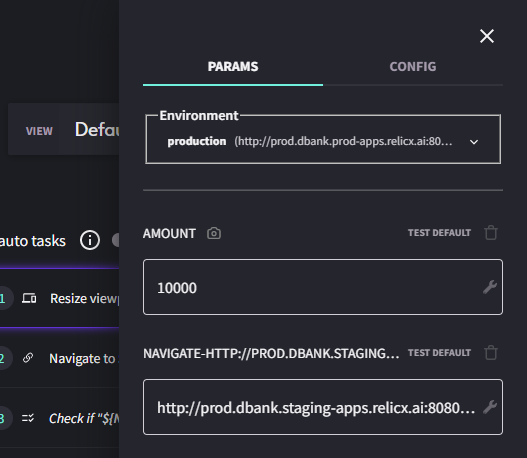 PARAMS
CONFIG
Environment
production (http://prod.dbank.prod-apps.relicx.ai:80...
VIEW Defau
AMOUNT TEST DEFAULT
auto tasks
10000
1 Resize view
NAVIGATE-HTTP://PROD.DBANK.STAGING... TEST DEFAULT
2 Navigate to
http://prod.dbank.staging-apps.relicx.ai:8080...
3 Check if "${